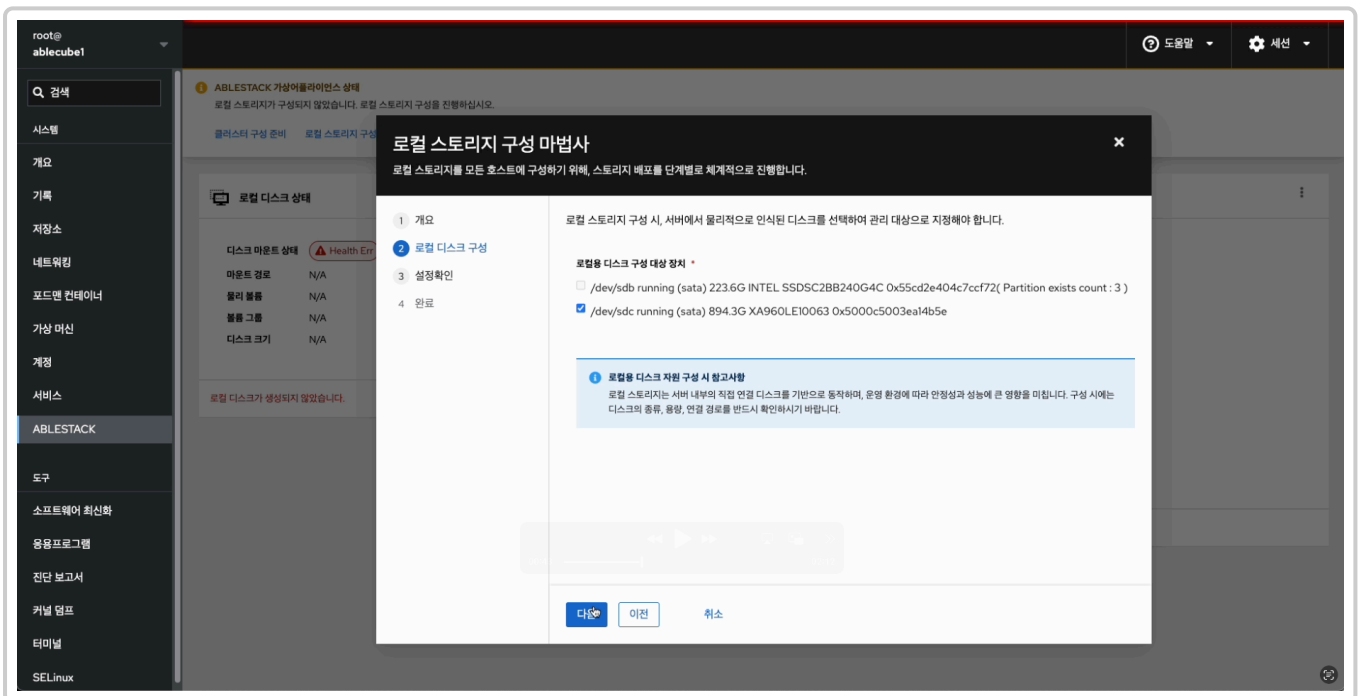 root@
ablecube1
도움말
세션
검색
시스템
개요
기록
저장소
네트워킹
포드맨 컨테이너
가상 머신
계정
서비스
ABLESTACK
도구
소프트웨어 최신화
응용프로그램
진단 보고서
커널 덤프
터미널
SELinux
ABLESTACK 가상어플라이언스 상태
로컬 스토리지가 구성되지 않았습니다. 로컬 스토리지 구성을 진행하십시오.
클러스터 구성 준비
로컬 스토리지 구성
로컬 디스크 상태
디스크 마운트 상태
Health Err
마운트 경로 N/A
물리 볼륨 N/A
볼륨 그룹 N/A
디스크 크기 N/A
로컬 디스크가 생성되지 않았습니다.
로컬 스토리지 구성 마법사
로컬 스토리지를 모든 호스트에 구성하기 위해, 스토리지 배포를 단계별로 체계적으로 진행합니다.
1 개요
2 로컬 디스크 구성
3 설정확인
4 완료
로컬 스토리지 구성 시, 서버에서 물리적으로 인식된 디스크를 선택하여 관리 대상으로 지정해야 합니다.
로컬용 디스크 구성 대상 장치 *
/dev/sdb running (sata) 223.6G INTEL SSDSC2BB240G4C 0x55cd2e404c7ccf72( Partition exists count : 3 )
/dev/sdc running (sata) 894.3G XA960LE10063 0x5000c5003ea14b5e
로컬용 디스크 자원 구성 시 참고사항
로컬 스토리지는 서버 내부의 직접 연결 디스크를 기반으로 동작하며, 운영 환경에 따라 안정성과 성능에 큰 영향을 미칩니다. 구성 시에는
디스크의 종류, 용량, 연결 경로를 반드시 확인하시기 바랍니다.
다음
이전
취소